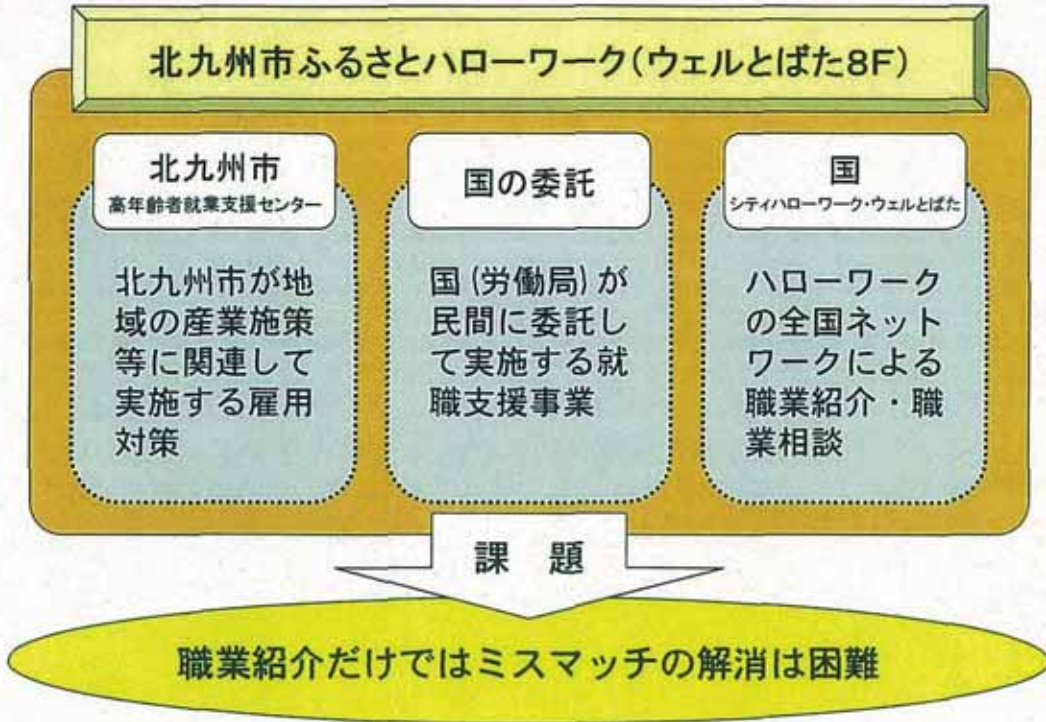 北九州市ふるさとハローワーク(ウェルとばた8F)
北九州市
高年齢者就業支援センター
北九州市が地
域の産業施策
等に関連して
実施する雇用
対策
国の委託
国(労働局)が
民間に委託し
て実施する就
職支援事業
国
シティハローワーク・ウェルとばた
ハローワーク
の全国ネット
ワークによる
職業紹介・職
業相談
課 題
職業紹介だけではミスマッチの解消は困難